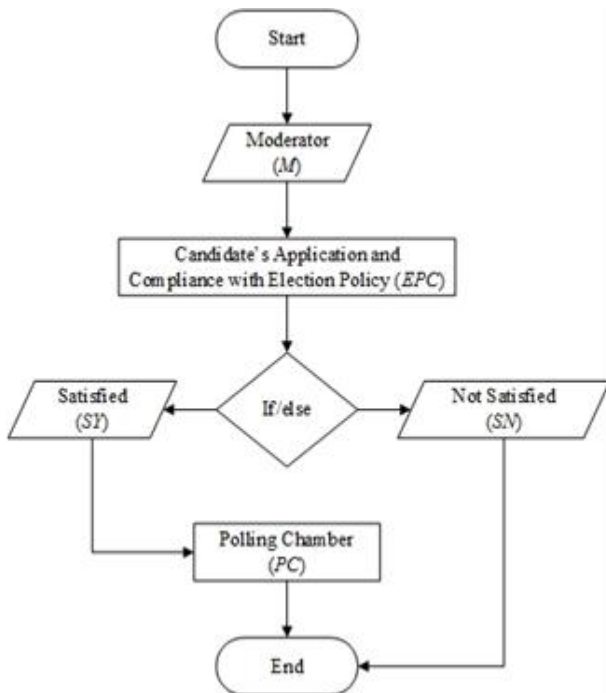 Start
Moderator
(M)
Candidate`s Application and
Compliance with Election Policy (EPC)
If/else
Satisfied
(SY)
Not Satisfied
(SN)
Polling Chamber
(PC)
End